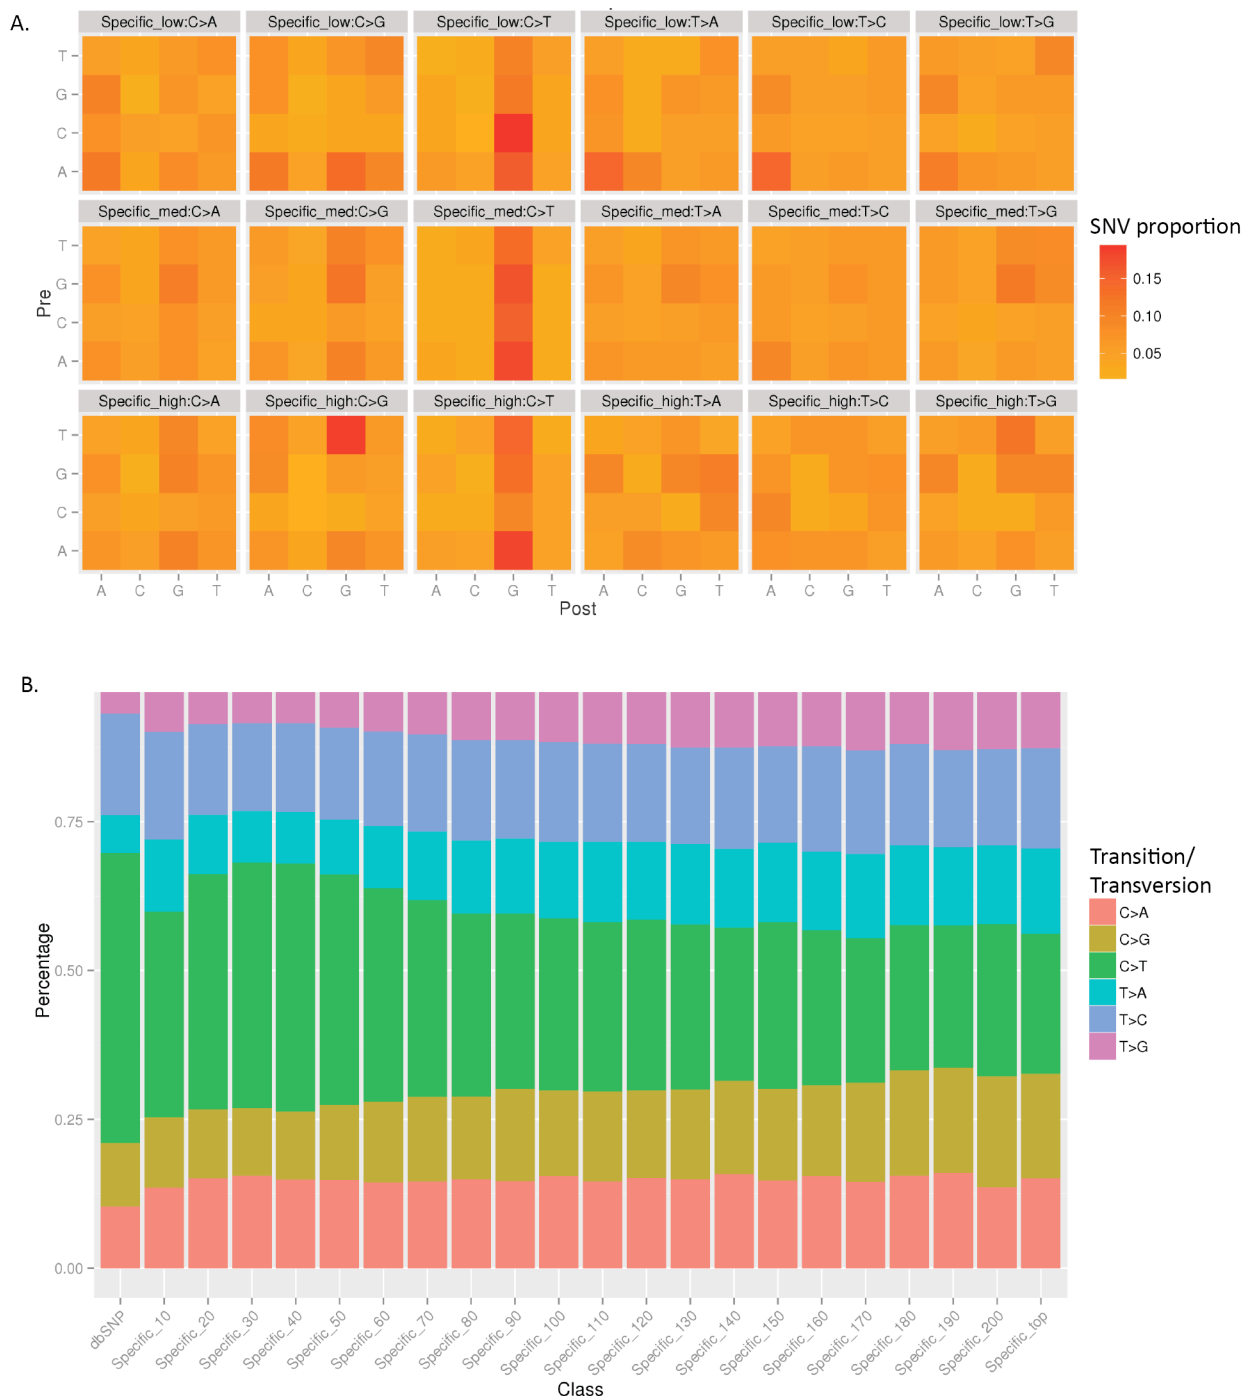 A.
Specific_low:C>A Specific_low:C>G Specific_low:C>T Specific_low:T>A Specific_low:T>C Specific_low:T>G
T
G
C
A
Specific_med:C>A Specific_med:C>G Specific_med:C>T Specific_med:T>A Specific_med:T>C Specific_med:T>G
T
G
C
A
Pre
Specific_high:C>A Specific_high:C>G Specific_high:C>T Specific_high:T>A Specific_high:T>C Specific_high:T>G
T
G
C
A
A C G T A C G T A C G T A C G T A C G T A C G T
Post
SNV proportion
0.15
0.10
0.05
B.
Percentage
0.75
0.50
0.25
0.00
dbSNP Specific_10 Specific_20 Specific_30 Specific_40 Specific_50 Specific_60 Specific_70 Specific_80 Specific_90 Specific_100 Specific_110 Specific_120 Specific_130 Specific_140 Specific_150 Specific_160 Specific_170 Specific_180 Specific_190 Specific_200 Specific_top
Class
Transition/
Transversion
C>A
C>G
C>T
T>A
T>C
T>G